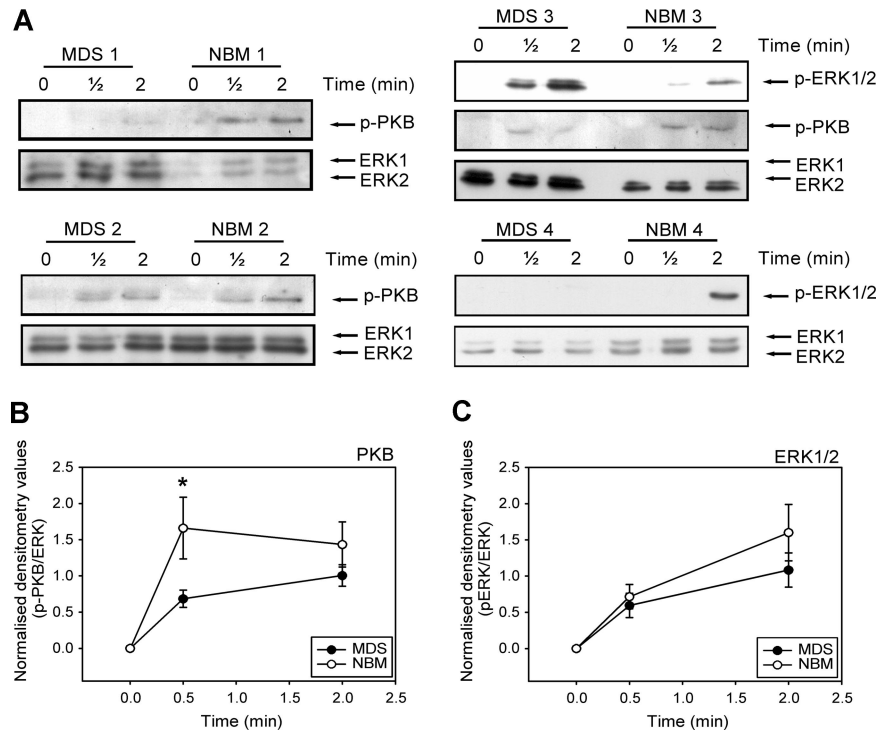 A
MDS 1 NBM 1
0 ½ 2 0 ½ 2 Time (min)
p-PKB
ERK1
ERK2
MDS 2 NBM 2
0 ½ 2 0 ½ 2 Time (min)
p-PKB
ERK1
ERK2
MDS 3 NBM 3
0 ½ 2 0 ½ 2 Time (min)
p-ERK1/2
p-PKB
ERK1
ERK2
MDS 4 NBM 4
0 ½ 2 0 ½ 2 Time (min)
p-ERK1/2
ERK1
ERK2
B
PKB
Normalised densitometry values
(p-PKB/ERK)
2.5
2.0
1.5
1.0
0.5
0.0
*
MDS
NBM
0.0 0.5 1.0 1.5 2.0 2.5
Time (min)
C
ERK1/2
Normalised densitometry values
(pERK/ERK)
2.5
2.0
1.5
1.0
0.5
0.0
MDS
NBM
0.0 0.5 1.0 1.5 2.0 2.5
Time (min)